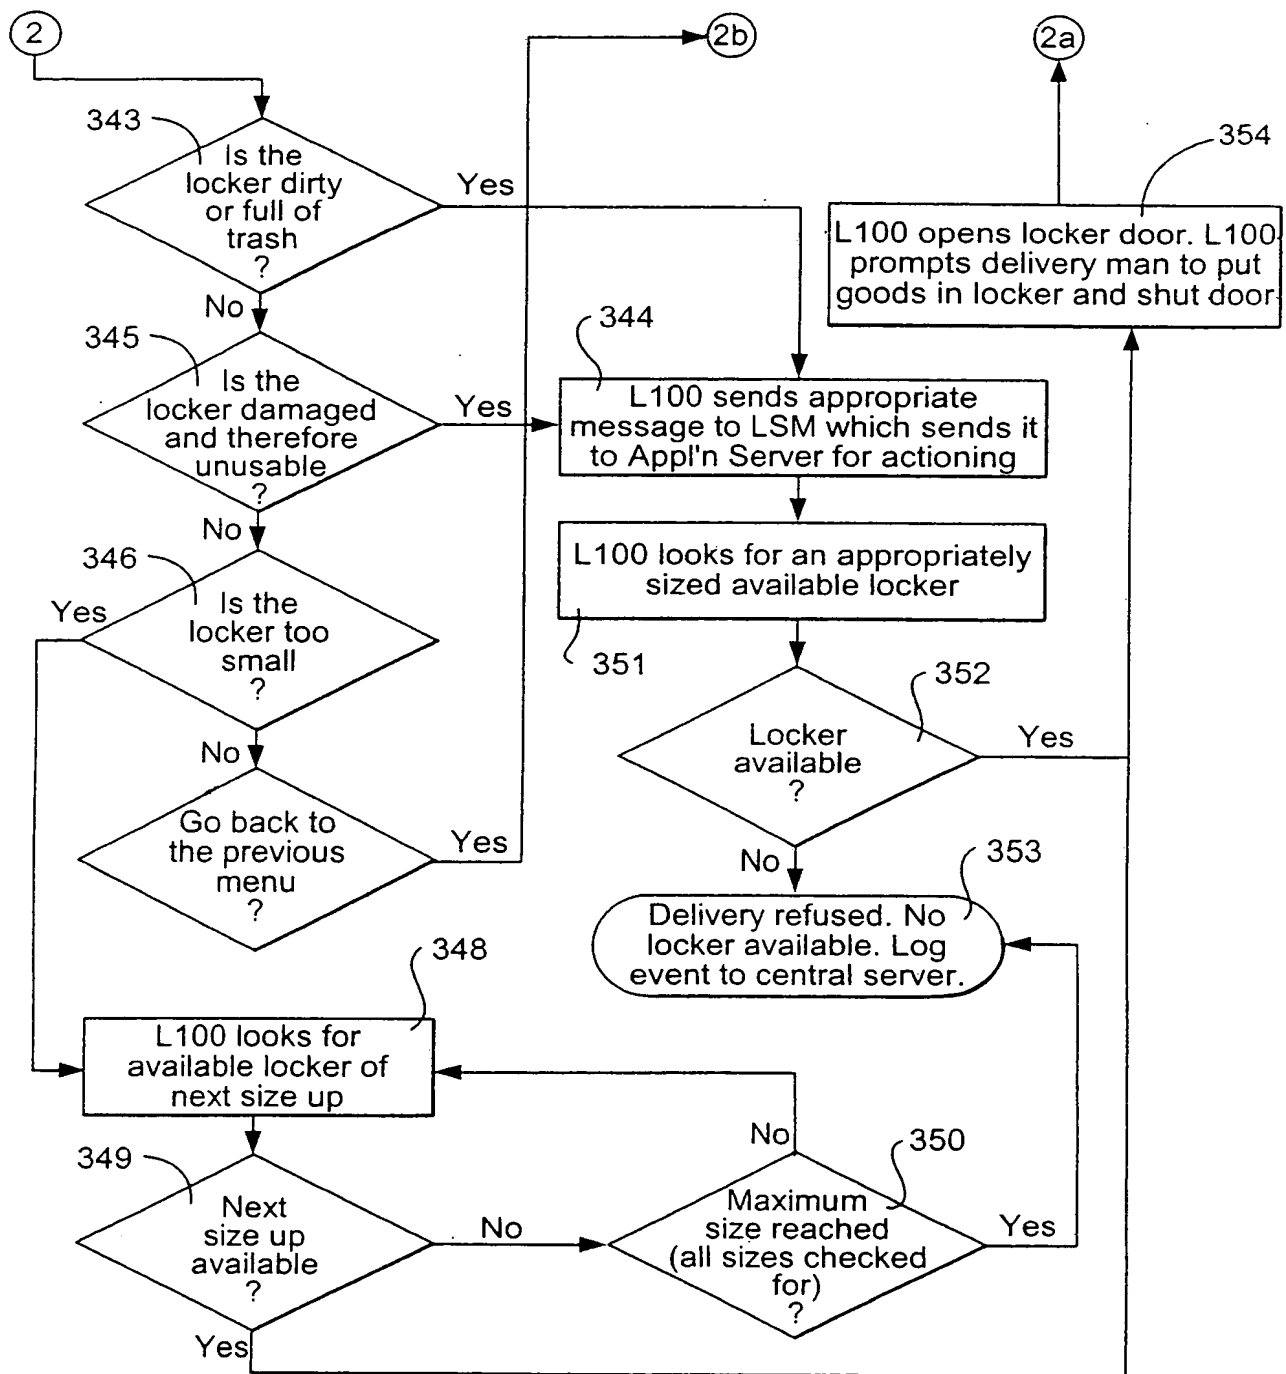 2
2b
2a
343
Is the
locker dirty
or full of
trash
?
Yes
No
354
L100 opens locker door. L100
prompts delivery man to put
goods in locker and shut door
345
Is the
locker damaged
and therefore
unusable
?
Yes
No
344
L100 sends appropriate
message to LSM which sends it
to Appl'n Server for actioning
346
Is the
locker too
small
?
Yes
No
L100 looks for an appropriately
sized available locker
351
352
Locker
available
?
Yes
No
Go back to
the previous
menu
?
Yes
353
Delivery refused. No
locker available. Log
event to central server.
348
L100 looks for
available locker of
next size up
349
Next
size up
available
?
No
Yes
350
Maximum
size reached
(all sizes checked
for)
?
No
Yes